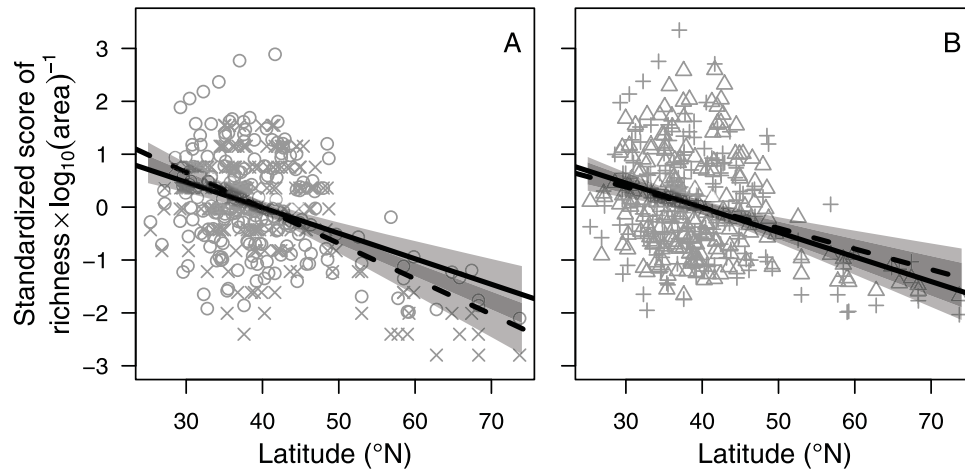 Standardized score of
richness × log₁₀(area)⁻¹
3
2
1
0
−1
−2
−3
A
B
30 40 50 60 70
30 40 50 60 70
Latitude (°N)
Latitude (°N)